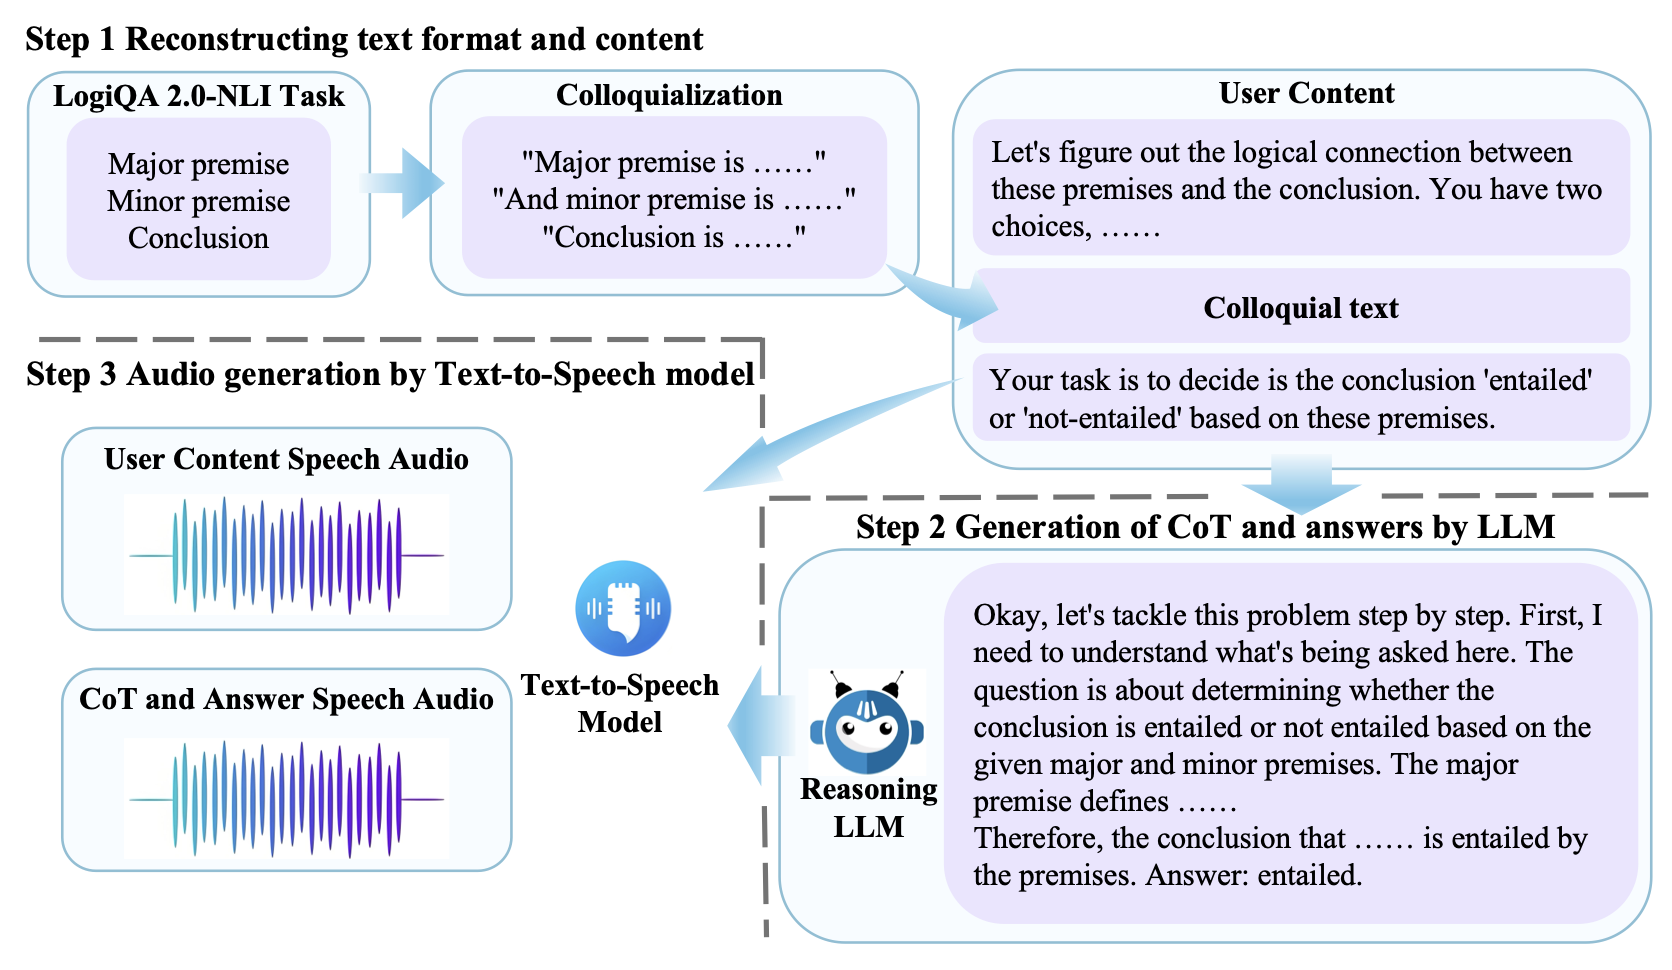 Step 1 Reconstructing text format and content
LogiQA 2.0-NLI Task
Major premise
Minor premise
Conclusion
Colloquialization
"Major premise is ……"
"And minor premise is ……"
"Conclusion is ……"
User Content
Let's figure out the logical connection between
these premises and the conclusion. You have two
choices, ……
Colloquial text
Your task is to decide is the conclusion 'entailed'
or 'not-entailed' based on these premises.
Step 2 Generation of CoT and answers by LLM
Okay, let's tackle this problem step by step. First, I
need to understand what's being asked here. The
question is about determining whether the
conclusion is entailed or not entailed based on the
given major and minor premises. The major
premise defines ……
Therefore, the conclusion that …… is entailed by
the premises. Answer: entailed.
Reasoning
LLM
Step 3 Audio generation by Text-to-Speech model
User Content Speech Audio
CoT and Answer Speech Audio
Text-to-Speech
Model